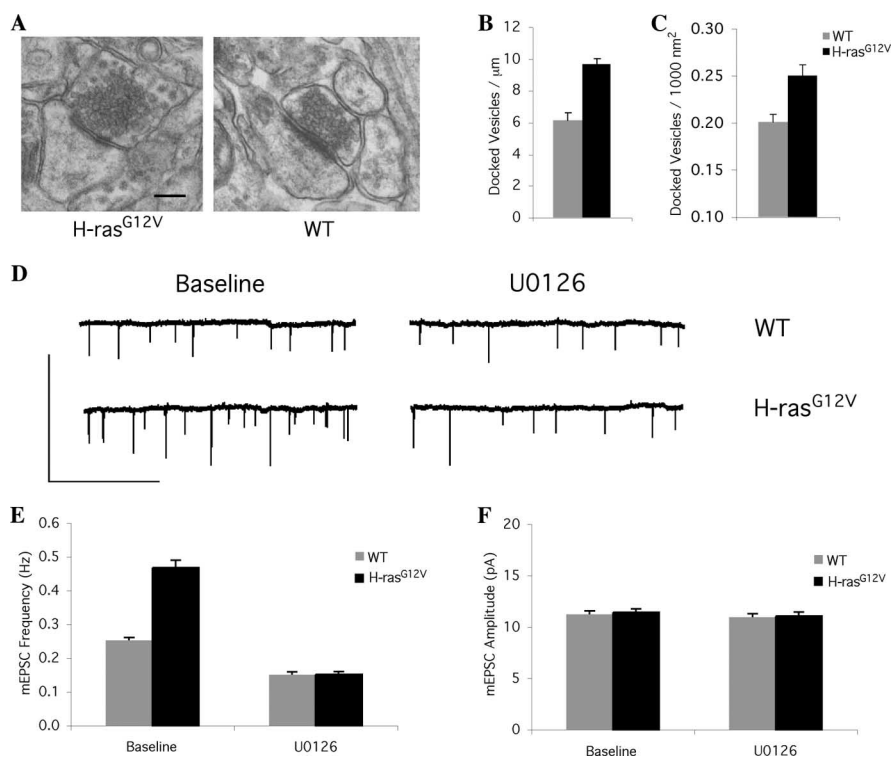 A
H-ras^G12V
WT
B
Docked Vesicles / μm
12
10
8
6
4
2
0
C
Docked Vesicles / 1000 nm²
0.30
0.25
0.20
0.15
0.10
WT
H-ras^G12V
D
Baseline
U0126
WT
H-ras^G12V
E
mEPSC Frequency (Hz)
0.6
0.5
0.4
0.3
0.2
0.1
0.0
Baseline
U0126
WT
H-ras^G12V
F
mEPSC Amplitude (pA)
20
15
10
5
0
Baseline
U0126
WT
H-ras^G12V